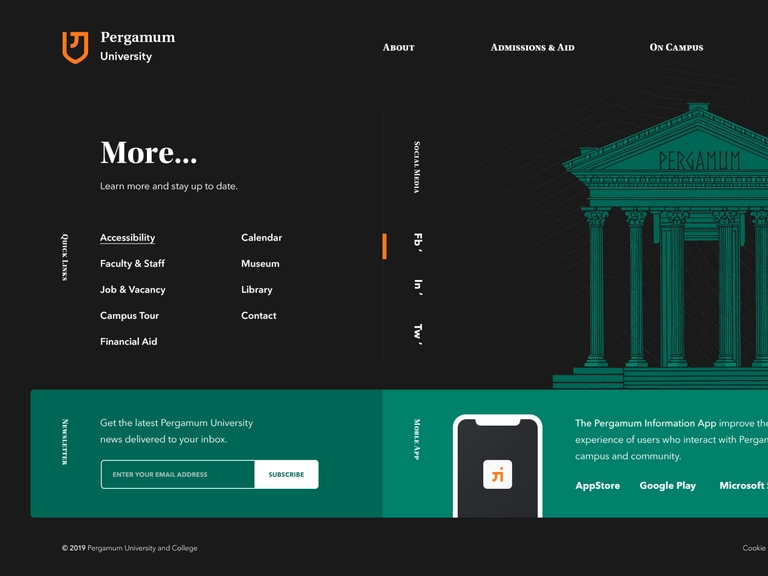 Pergamum
University
About
Admissions & Aid
On Campus
More...
Learn more and stay up to date.
Quick Links
Accessibility
Faculty & Staff
Job & Vacancy
Campus Tour
Financial Aid
Calendar
Museum
Library
Contact
Social Media
Fb ’
In ’
Tw ’
PERGAMUM
Newsletter
Get the latest Pergamum University
news delivered to your inbox.
ENTER YOUR EMAIL ADDRESS
SUBSCRIBE
Mobile App
The Pergamum Information App improve the
experience of users who interact with Pergam
campus and community.
AppStore
Google Play
Microsoft
© 2019 Pergamum University and College
Cookie